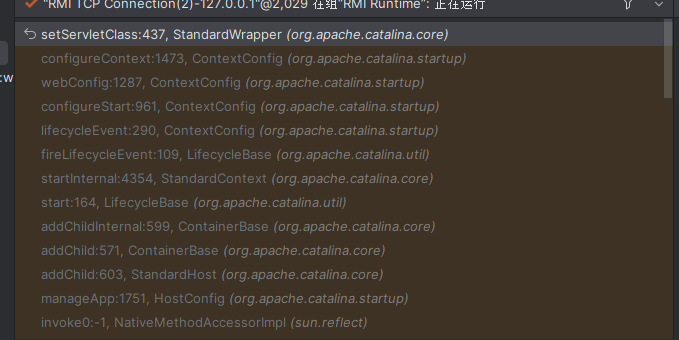 "RMI TCP Connection(2)-127.0.0.1"@2,029 在组"RMI Runtime": 正在运行
setServletClass:437, StandardWrapper (org.apache.catalina.core)
configureContext:1473, ContextConfig (org.apache.catalina.startup)
webConfig:1287, ContextConfig (org.apache.catalina.startup)
:w
configureStart:961, ContextConfig (org.apache.catalina.startup)
lifecycleEvent:290, ContextConfig (org.apache.catalina.startup)
fireLifecycleEvent:109, LifecycleBase (org.apache.catalina.util)
startInternal:4354, StandardContext (org.apache.catalina.core)
start:164, LifecycleBase (org.apache.catalina.util)
addChildInternal:599, ContainerBase (org.apache.catalina.core)
addChild:571, ContainerBase (org.apache.catalina.core)
addChild:603, StandardHost (org.apache.catalina.core)
manageApp:1751, HostConfig (org.apache.catalina.startup)
invoke0:-1, NativeMethodAccessorImpl (sun.reflect)